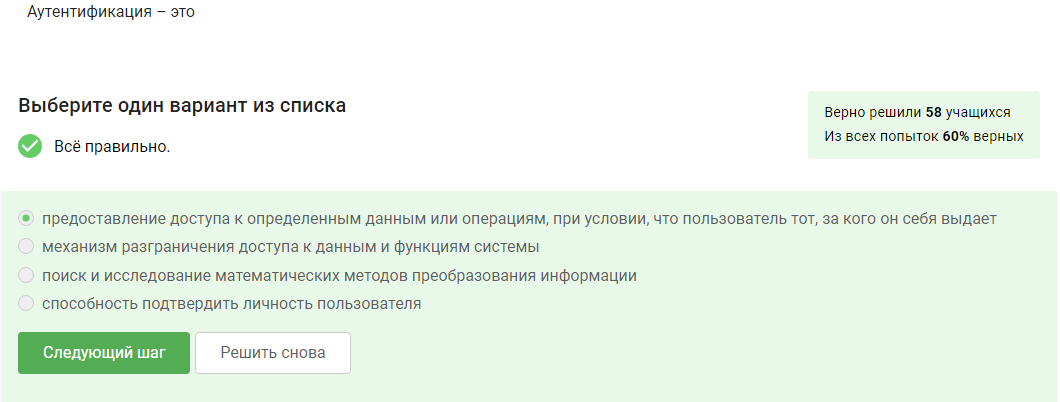 Аутентификация – это
Выберите один вариант из списка
Всё правильно.
Верно решили 58 учащихся
Из всех попыток 60% верных
предоставление доступа к определенным данным или операциям, при условии, что пользователь тот, за кого он себя выдает
механизм разграничения доступа к данным и функциям системы
поиск и исследование математических методов преобразования информации
способность подтвердить личность пользователя
Следующий шаг
Решить снова